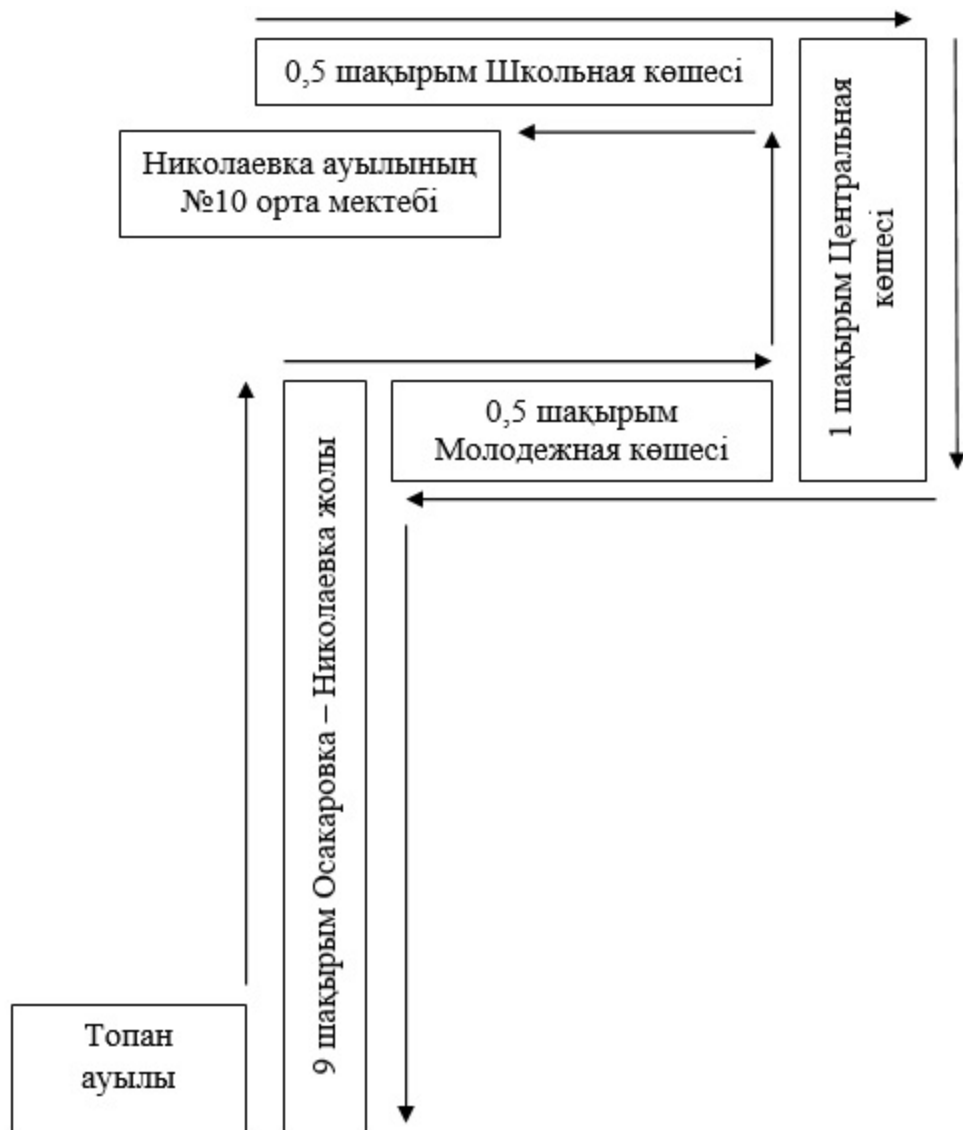 0,5 шақырым Школьная көшесі
Николаевка ауылының
№10 орта мектебі
1 шақырым Центральная
көшесі
0,5 шақырым
Молодежная көшесі
9 шақырым Осакаровка – Николаевка жолы
Топан
ауылы